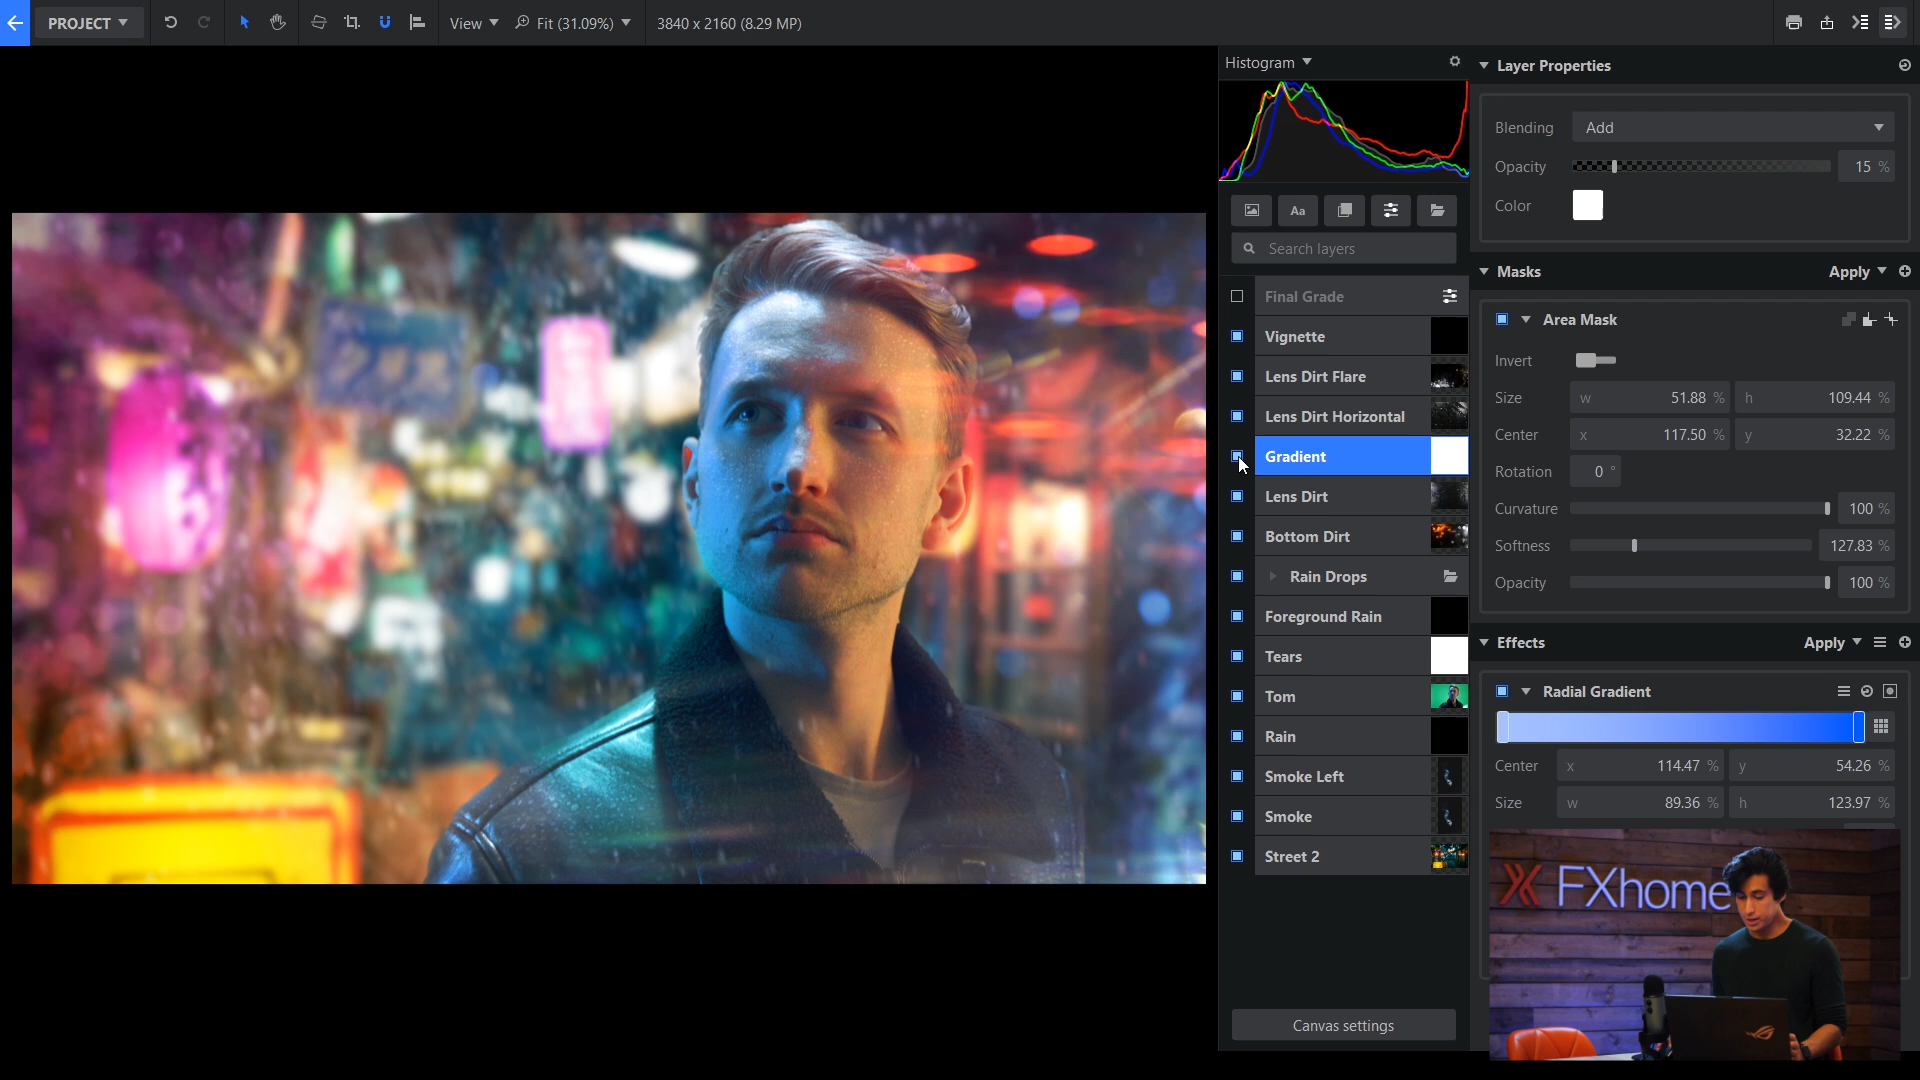 PROJECT
View
Fit (31.09%)
3840 x 2160 (8.29 MP)
Histogram
Aa
Search layers
Final Grade
Vignette
Lens Dirt Flare
Lens Dirt Horizontal
Gradient
Lens Dirt
Bottom Dirt
Rain Drops
Foreground Rain
Tears
Tom
Rain
Smoke Left
Smoke
Street 2
Canvas settings
Layer Properties
Blending Add
Opacity 15 %
Color
Masks Apply
Area Mask
Invert
Size w 51.88 % h 109.44 %
Center x 117.50 % y 32.22 %
Rotation 0 °
Curvature 100 %
Softness 127.83 %
Opacity 100 %
Effects Apply
Radial Gradient
Center x 114.47 % y 54.26 %
Size w 89.36 % h 123.97 %
FXhome